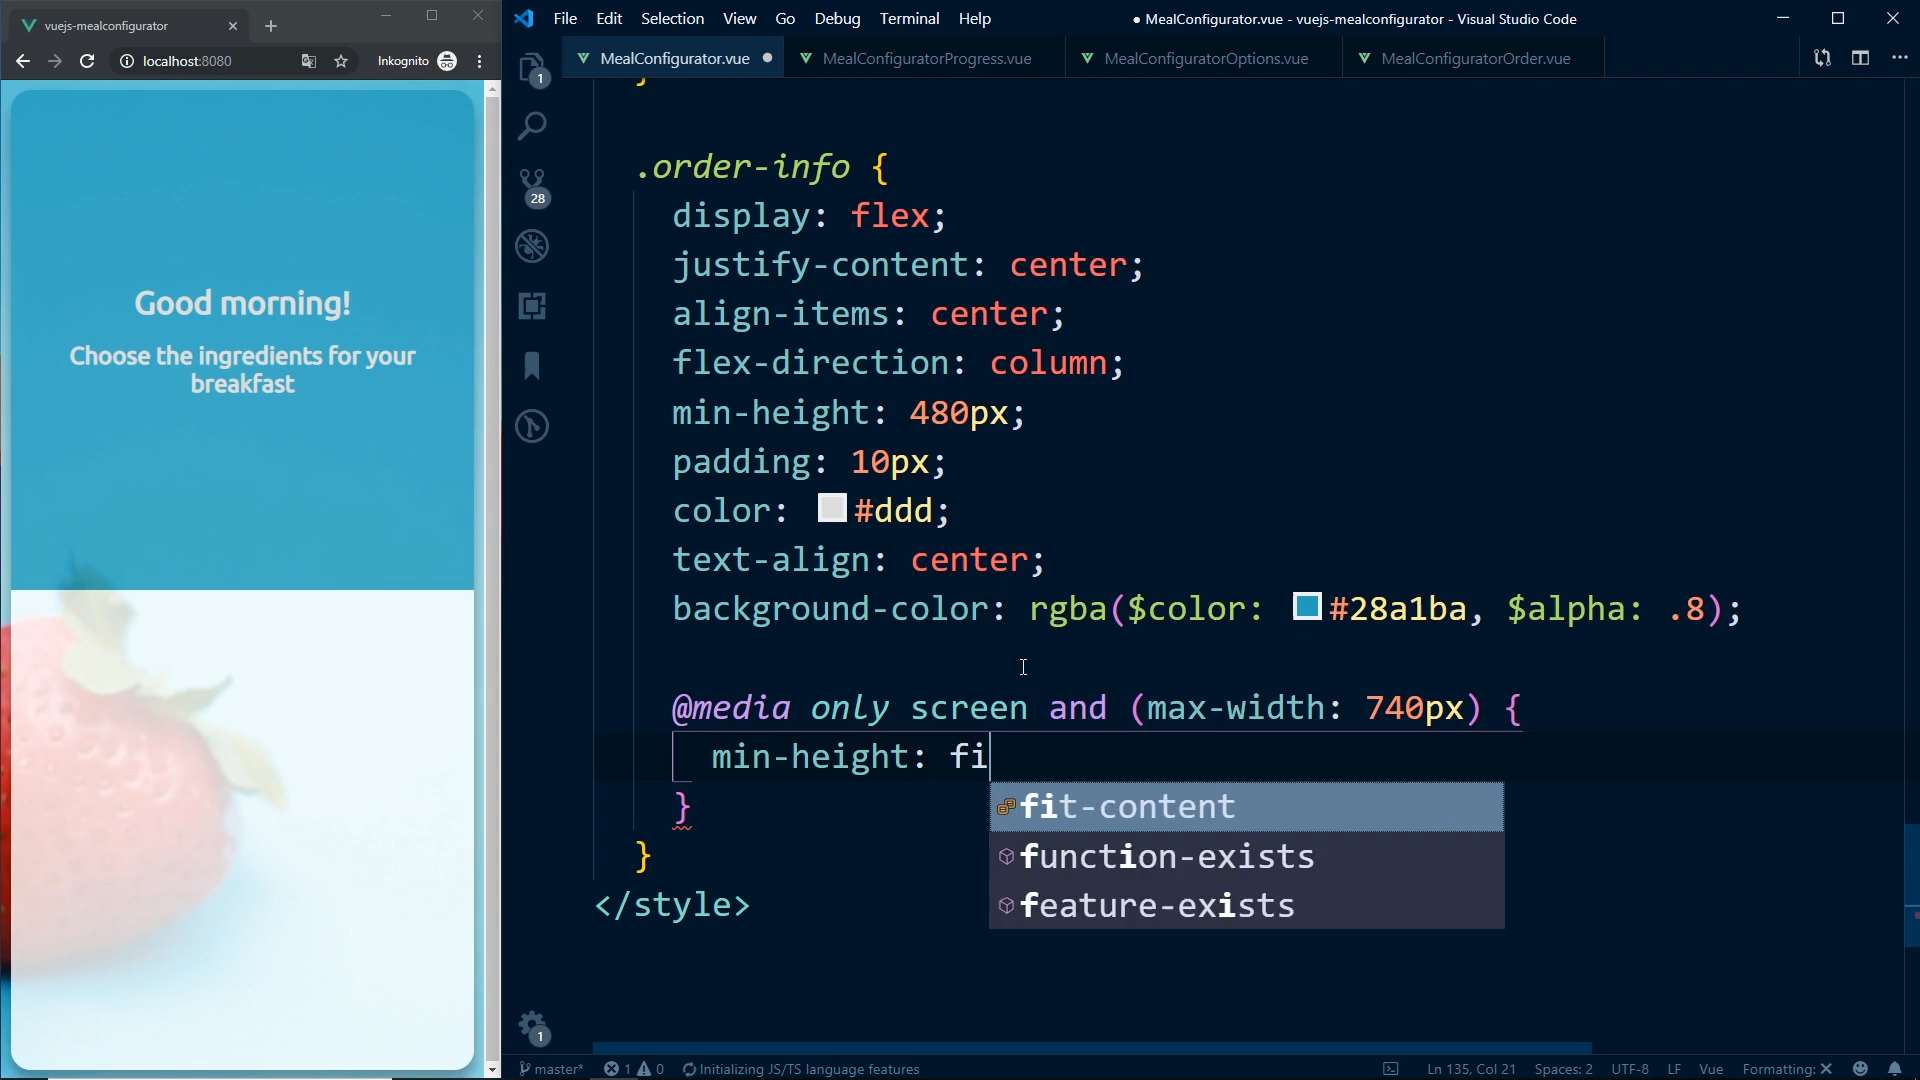 vuejs-mealconfigurator
localhost:8080
Inkognito
Good morning!
Choose the ingredients for your
breakfast
File Edit Selection View Go Debug Terminal Help
● MealConfigurator.vue - vuejs-mealconfigurator - Visual Studio Code
MealConfigurator.vue
MealConfiguratorProgress.vue
MealConfiguratorOptions.vue
MealConfiguratorOrder.vue
1
28
}
.order-info {
display: flex;
justify-content: center;
align-items: center;
flex-direction: column;
min-height: 480px;
padding: 10px;
color: #ddd;
text-align: center;
background-color: rgba($color: #28a1ba, $alpha: .8);
@media only screen and (max-width: 740px) {
min-height: fi
fit-content
function-exists
feature-exists
}
}
</style>
1
master* 1 0 Initializing JS/TS language features
Ln 135, Col 21 Spaces: 2 UTF-8 LF Vue Formatting: ✕